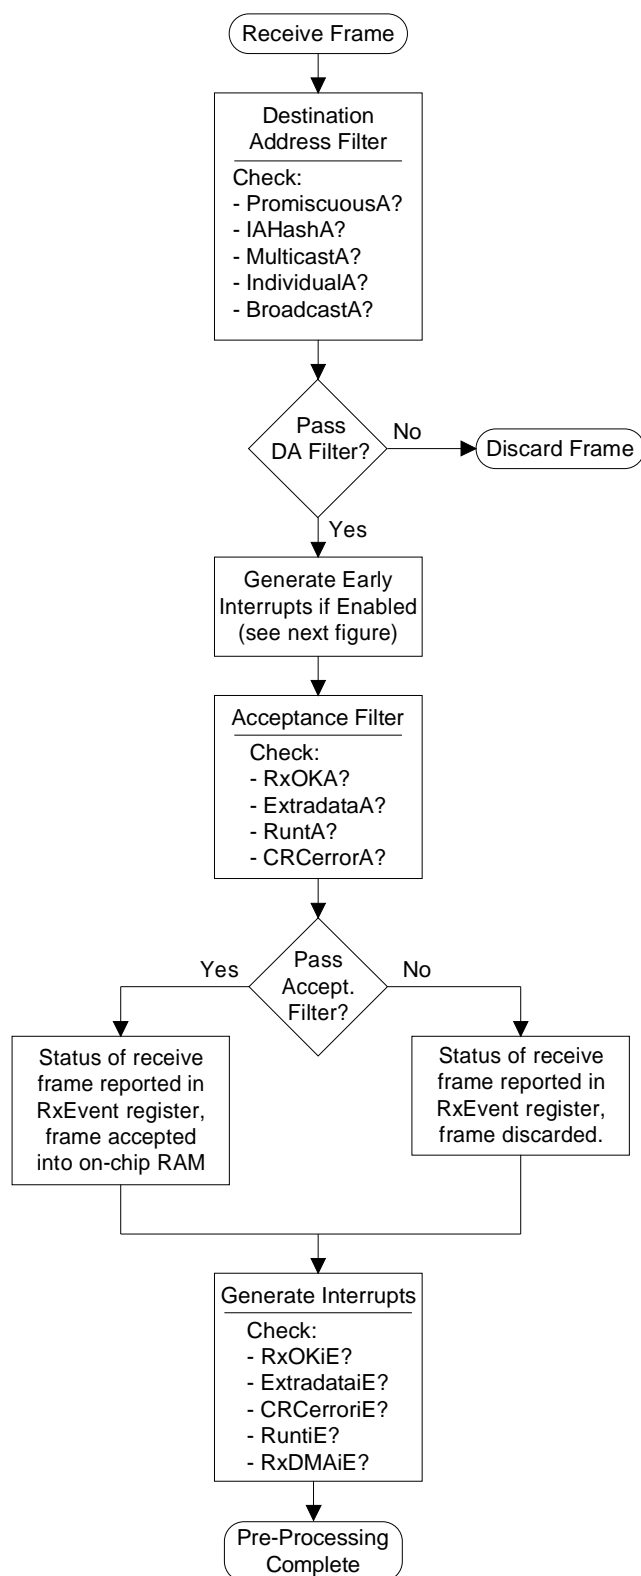 Receive Frame
Destination
Address Filter
Check:
- PromiscuousA?
- IAHashA?
- MulticastA?
- IndividualA?
- BroadcastA?
Pass
DA Filter?
No
Discard Frame
Yes
Generate Early
Interrupts if Enabled
(see next figure)
Acceptance Filter
Check:
- RxOKA?
- ExtradataA?
- RuntA?
- CRCerrorA?
Yes
Pass
Accept.
Filter?
No
Status of receive
frame reported in
RxEvent register,
frame accepted
into on-chip RAM
Status of receive
frame reported in
RxEvent register,
frame discarded.
Generate Interrupts
Check:
- RxOKiE?
- ExtradataiE?
- CRCerroriE?
- RuntiE?
- RxDMAiE?
Pre-Processing
Complete